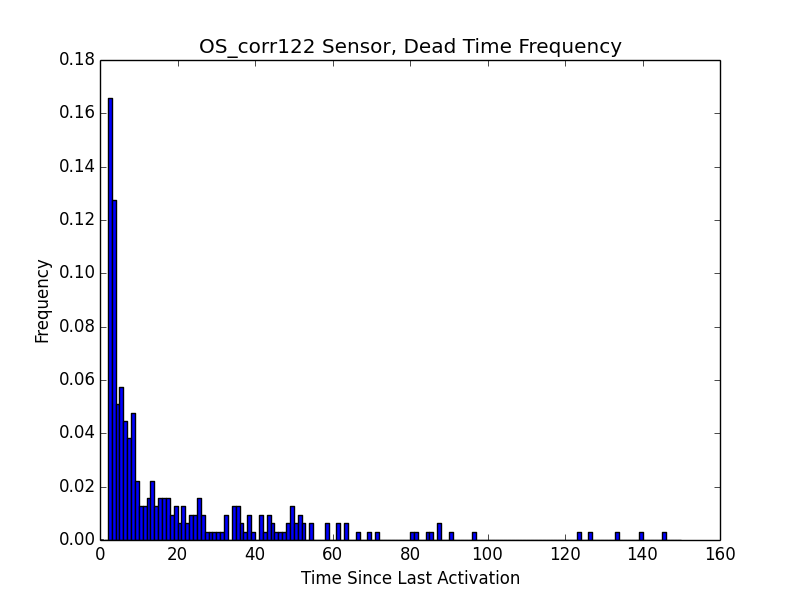 OS_corr122 Sensor, Dead Time Frequency
0.18
0.16
0.14
0.12
0.10
0.08
0.06
0.04
0.02
0.00
Frequency
0 20 40 60 80 100 120 140 160
Time Since Last Activation